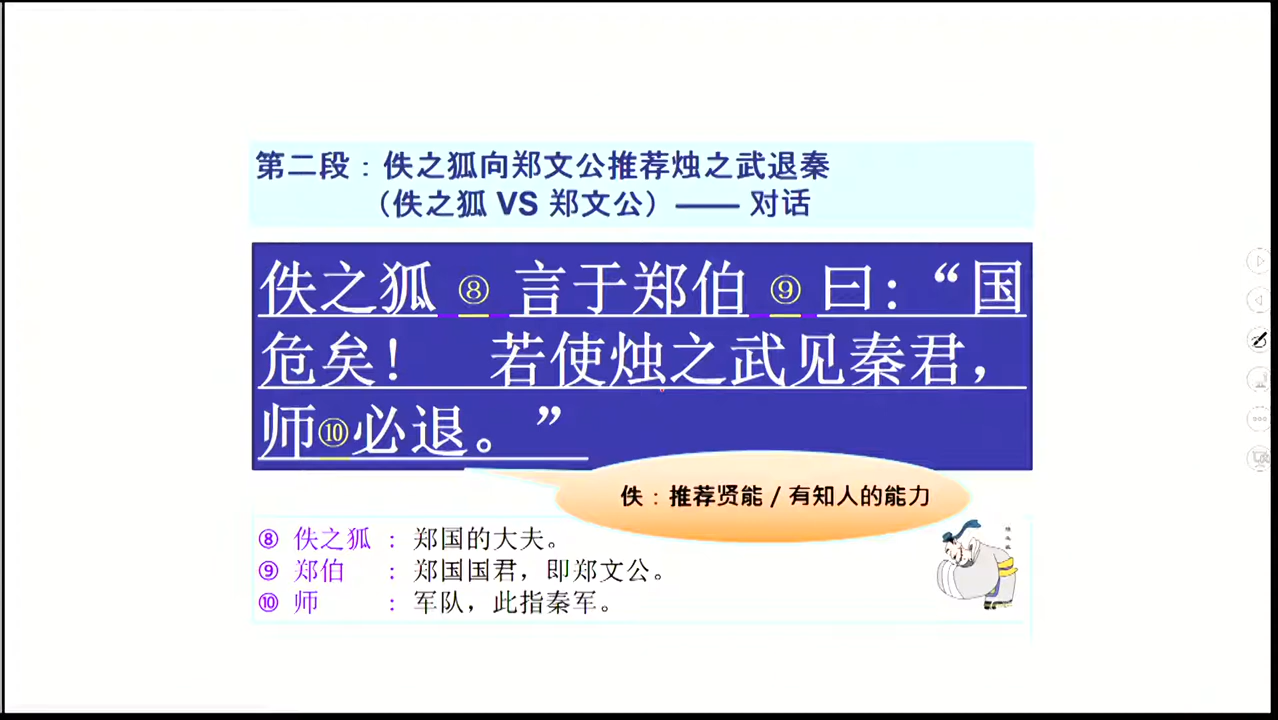 第二段：佚之狐向郑文公推荐烛之武退秦
（佚之狐 VS 郑文公）—— 对话
佚之狐 ⑧ 言于郑伯 ⑨ 曰：“国
危矣！ 若使烛之武见秦君，
师⑩必退。”
佚：推荐贤能 / 有知人的能力
⑧ 佚之狐 ： 郑国的大夫。
⑨ 郑伯 ： 郑国国君，即郑文公。
⑩ 师 ： 军队，此指秦军。